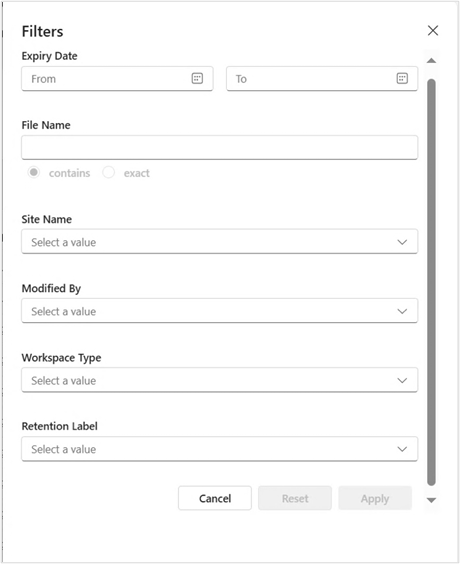 Filters
Expiry Date
From To
File Name
contains exact
Site Name
Select a value
Modified By
Select a value
Workspace Type
Select a value
Retention Label
Select a value
Cancel Reset Apply